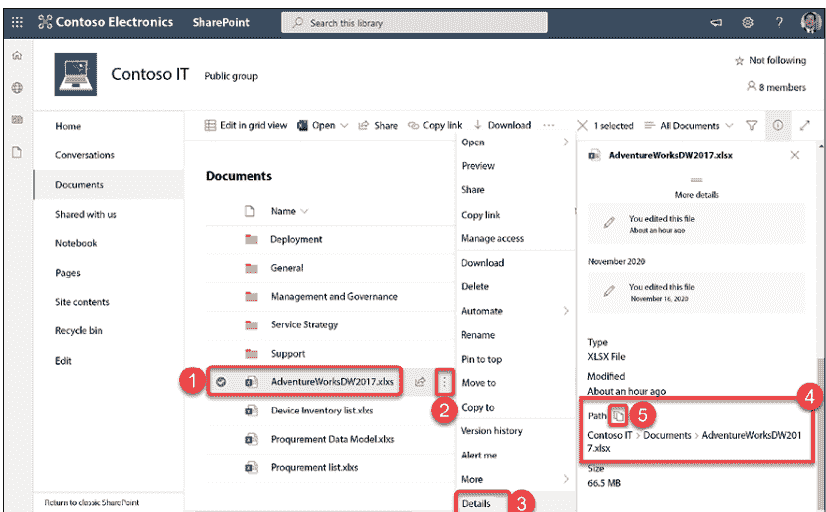 Contoso Electronics SharePoint Search this library ?
Contoso IT Public group
Not following
8 members
Home
Conversations
Documents
Shared with us
Notebook
Pages
Site contents
Recycle bin
Edit
Return to classic SharePoint
Edit in grid view Open Share Copy link Download ... 1 selected All Documents
Documents
Name
Deployment
General
Management and Governance
Service Strategy
Support
1 AdventureWorksDW2017.xlxs 2
Device Inventory list.xlxs
Proqurement Data Model.xlxs
Proqurement list.xlxs
Open
Preview
Share
Copy link
Manage access
Download
Delete
Automate
Rename
Pin to top
Move to
Copy to
Version history
Alert me
More
Details 3
AdventureWorksDW2017.xlsx
More details
You edited this file
About an hour ago
November 2020
You edited this file
November 16, 2020
Type
XLSX File
Modified
About an hour ago
4
Path 5
Contoso IT > Documents > AdventureWorksDW201
7.xlsx
Size
66.5 MB